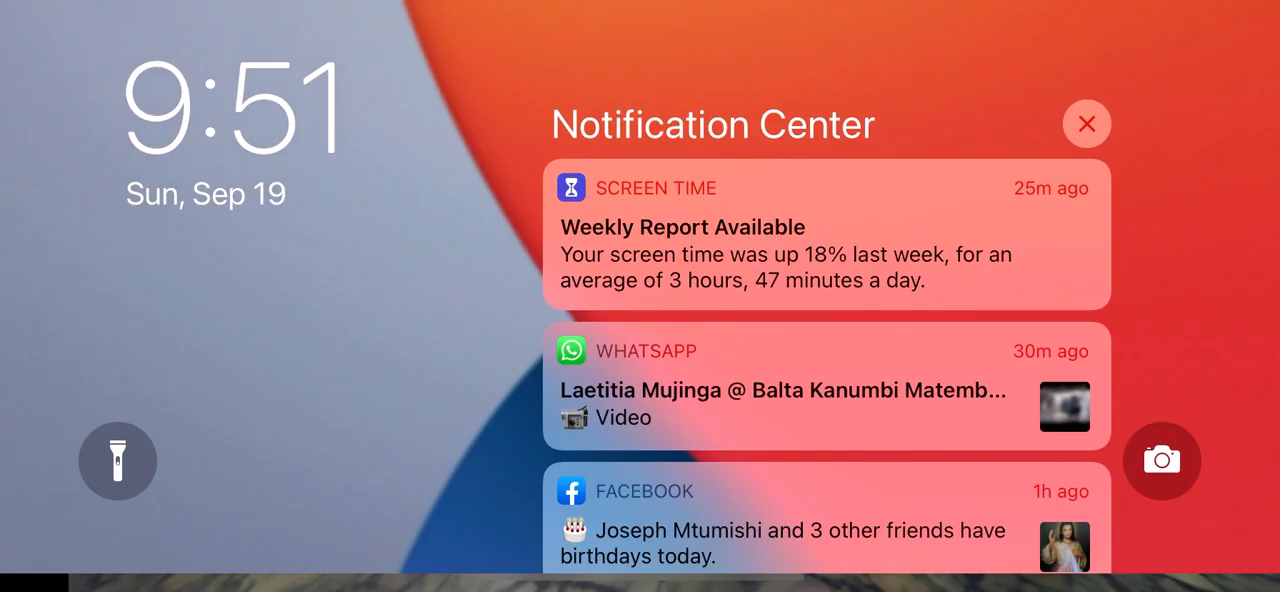 9:51
Sun, Sep 19
Notification Center
SCREEN TIME
25m ago
Weekly Report Available
Your screen time was up 18% last week, for an
average of 3 hours, 47 minutes a day.
WHATSAPP
30m ago
Laetitia Mujinga @ Balta Kanumbi Matemb...
📹 Video
FACEBOOK
1h ago
🎂 Joseph Mtumishi and 3 other friends have
birthdays today.